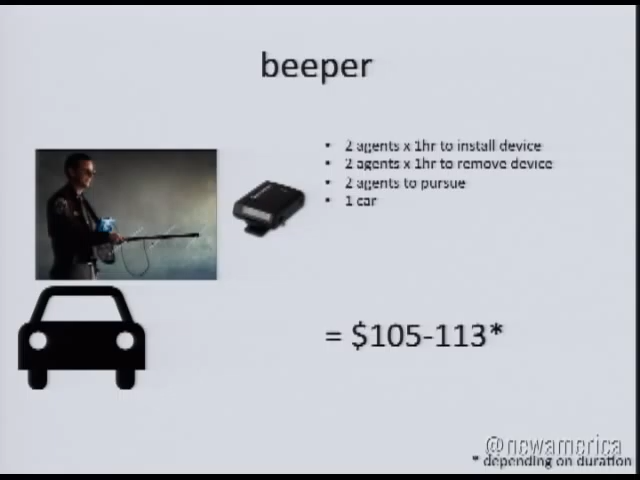 beeper
• 2 agents x 1hr to install device
• 2 agents x 1hr to remove device
• 2 agents to pursue
• 1 car
= $105-113*
@newamerica
* depending on duration